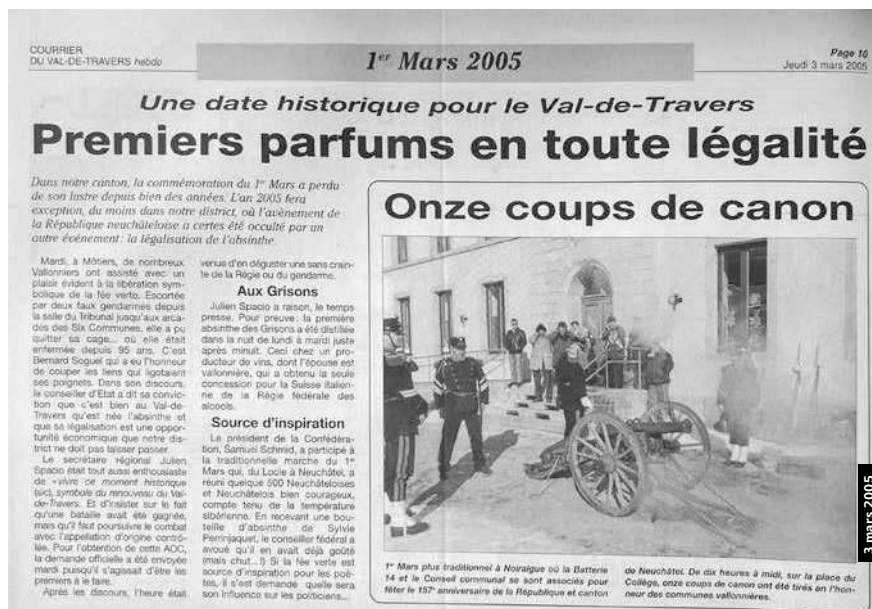 COURRIER
DU VAL-DE-TRAVERS hebdo
1er Mars 2005
Page 10
Jeudi 3 mars 2005
Une date historique pour le Val-de-Travers
Premiers parfums en toute légalité
Dans notre canton, la commémoration du 1er Mars a perdu
de son lustre depuis bien des années. L'an 2005 fera
exception, du moins dans notre district, où l'avènement de
la République neuchâteloise a certes été occulté par un
autre événement: la légalisation de l'absinthe.
Mardi, à Môtiers, de nombreux
Vallonniers ont assisté avec un
plaisir évident à la libération sym-
bolique de la fée verte. Escortée
par deux faux gendarmes depuis
la salle du Tribunal jusqu'aux arca-
des des Six Communes, elle a pu
quitter sa cage... où elle était
enfermée depuis 95 ans. C'est
Bernard Soguel qui a eu l'honneur
de couper les liens qui ligotaient
ses poignets. Dans son discours,
le conseiller d'Etat a dit sa convic-
tion que c'est bien au Val-de-
Travers qu'est née l'absinthe et
que sa légalisation est une oppor-
tunité économique que notre dis-
trict ne doit pas laisser passer.
Le secrétaire régional Julien
Spacio était tout aussi enthousiaste
de «vivre ce moment historique
(sic), symbole du renouveau du Val-
de-Travers. Et d'insister sur le fait
qu'une bataille avait été gagnée,
mais qu'il faut poursuivre le combat
avec l'appellation d'origine contrô-
lée. Pour l'obtention de cette AOC,
la demande officielle a été envoyée
mardi puisqu'il s'agissait d'être les
premiers à le faire.
Après les discours, l'heure était
venue d'en déguster une sans crain-
te de la Régie ou du gendarme.
Aux Grisons
Julien Spacio a raison, le temps
presse. Pour preuve: la première
absinthe des Grisons a été distillée
dans la nuit de lundi à mardi juste
après minuit. Ceci chez un pro-
ducteur de vins, dont l'épouse est
vallonnière, qui a obtenu la seule
concession pour la Suisse italien-
ne de la Régie fédérale des
alcools.
Source d'inspiration
Le président de la Confédéra-
tion, Samuel Schmid, a participé à
la traditionnelle marche du 1er
Mars qui, du Locle à Neuchâtel, a
réuni quelque 500 Neuchâteloises
et Neuchâtelois bien courageux,
compte tenu de la température
sibérienne. En recevant une bou-
teille d'absinthe de Sylvie
Perrinjaquet, le conseiller fédéral a
avoué qu'il en avait déjà goûté
(mais chut...!) Si la fée verte est
source d'inspiration pour les poè-
tes, il s'est demandé quelle sera
son influence sur les politiciens...
Onze coups de canon
1er Mars plus traditionnel à Noiraigue où la Batterie
14 et le Conseil communal se sont associés pour
fêter le 157e anniversaire de la République et canton
de Neuchâtel. De dix heures à midi, sur la place du
Collège, onze coups de canon ont été tirés en l'hon-
neur des communes vallonnières.
3 mars 2005